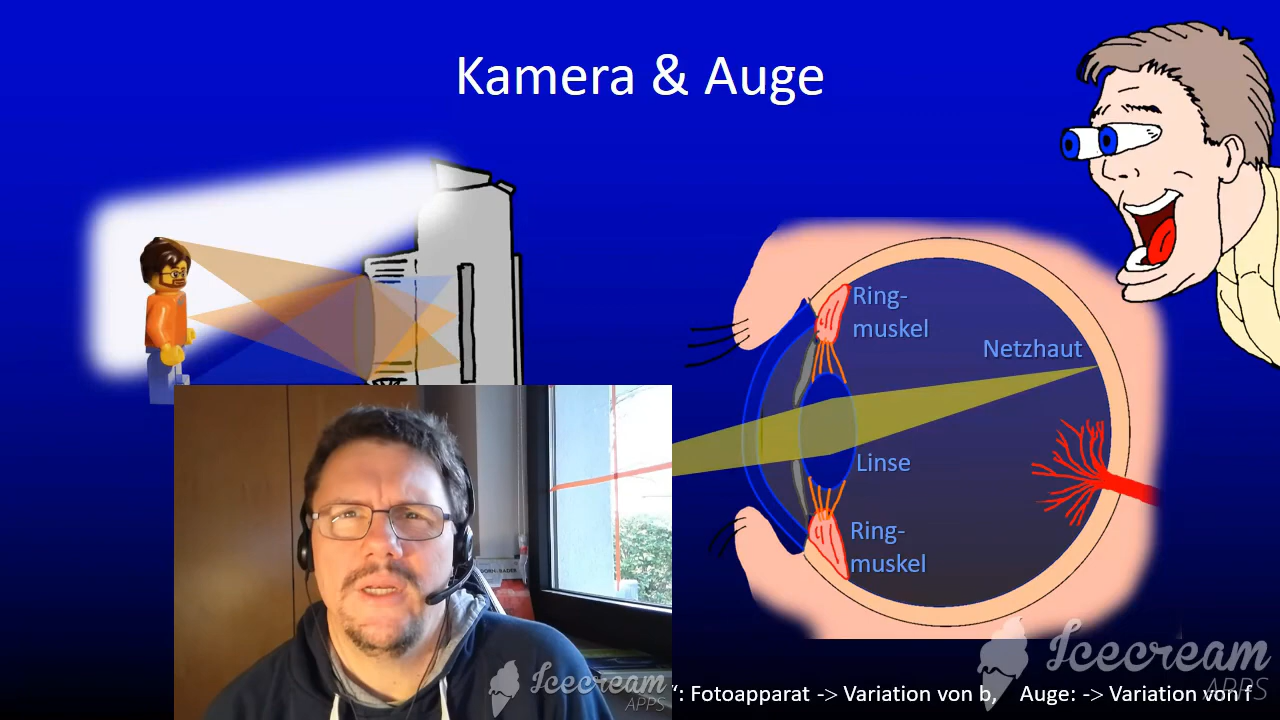 Kamera & Auge
Ring-
muskel
Netzhaut
Linse
Ring-
muskel
Icecream
APPS
Icecream
APPS
“: Fotoapparat -> Variation von b, Auge: -> Variation von f